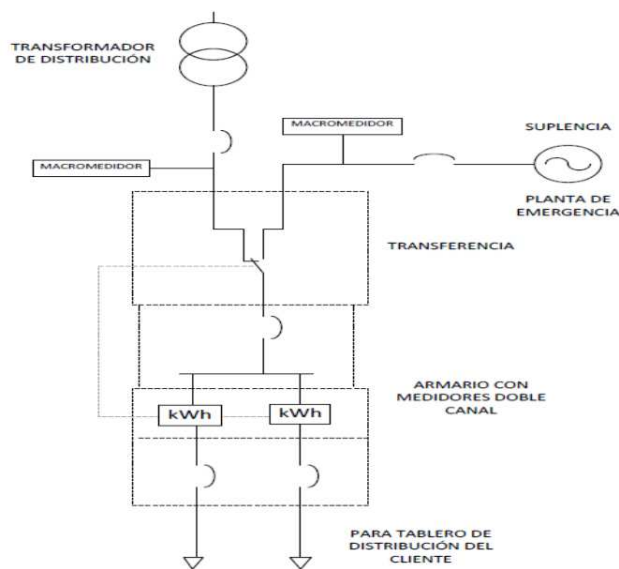 TRANSFORMADOR
DE DISTRIBUCIÓN
MACROMEDIDOR
SUPLENCIA
MACROMEDIDOR
PLANTA DE
EMERGENCIA
TRANSFERENCIA
ARMARIO CON
MEDIDORES DOBLE
CANAL
kWh
kWh
PARA TABLERO DE
DISTRIBUCIÓN DEL
CLIENTE